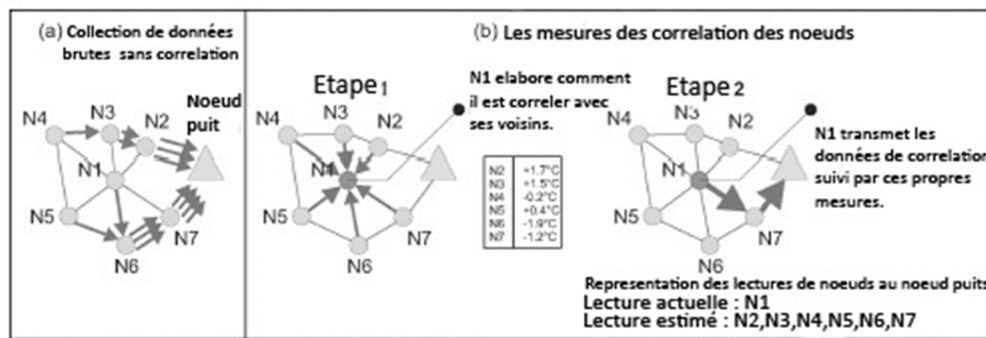 (a) Collection de données
brutes sans correlation
N4
N3
N2
Noeud
puit
N1
N5
N6
N7
(b) Les mesures des correlation des noeuds
Etape 1
N1 elabore comment
il est correler avec
ses voisins.
N4
N3
N2
N1
N5
N6
N7
N2 +1.7°C
N3 +1.5°C
N4 -0.2°C
N5 +0.4°C
N6 -1.9°C
N7 -1.2°C
Etape 2
N1 transmet les
données de correlation
suivi par ces propres
mesures.
N4
N3
N2
N1
N5
N6
N7
Representation des lectures de noeuds au noeud puits
Lecture actuelle : N1
Lecture estimé : N2,N3,N4,N5,N6,N7